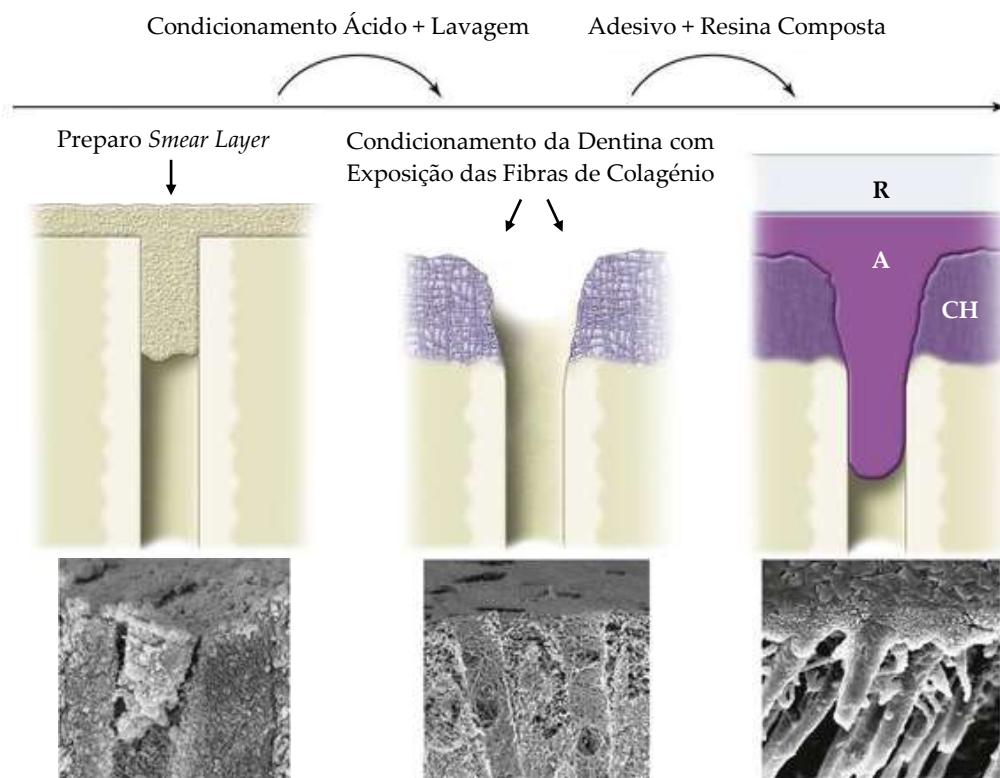 Condicionamento Ácido + Lavagem
Adesivo + Resina Composta
Preparo Smear Layer
Condicionamento da Dentina com
Exposição das Fibras de Colagénio
R
A
CH